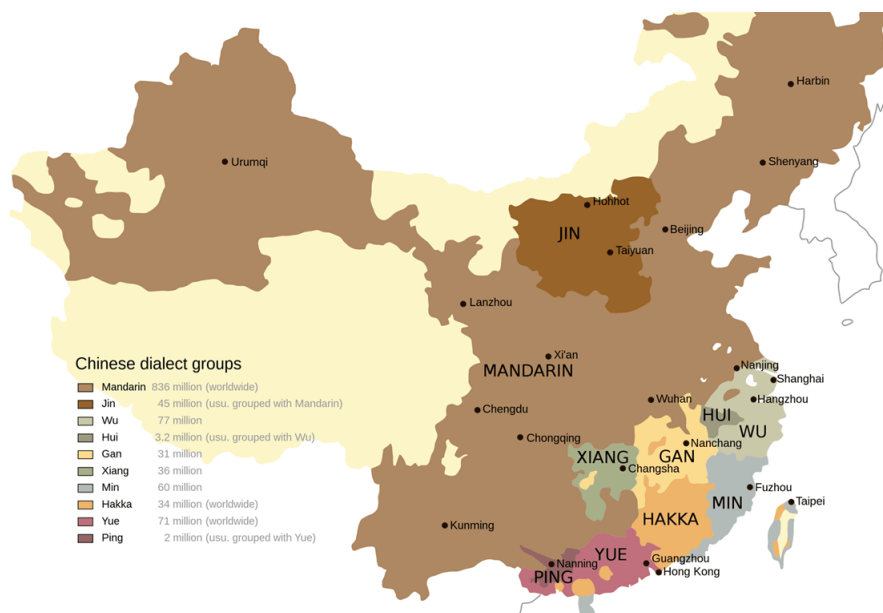 Harbin
Urumqi
Shenyang
Hohhot
JIN
Beijing
Taiyuan
Lanzhou
Xi'an
MANDARIN
Nanjing
Shanghai
Chinese dialect groups
Mandarin 836 million (worldwide)
Jin 45 million (usu. grouped with Mandarin)
Wu 77 million
Hui 3.2 million (usu. grouped with Wu)
Gan 31 million
Xiang 36 million
Min 60 million
Hakka 34 million (worldwide)
Yue 71 million (worldwide)
Ping 2 million (usu. grouped with Yue)
Wuhan
Hangzhou
Chengdu
HUI
WU
Chongqing
Nanchang
XIANG
GAN
Changsha
Fuzhou
MIN
Taipei
HAKKA
Kunming
YUE
Guangzhou
Nanning
Hong Kong
PING